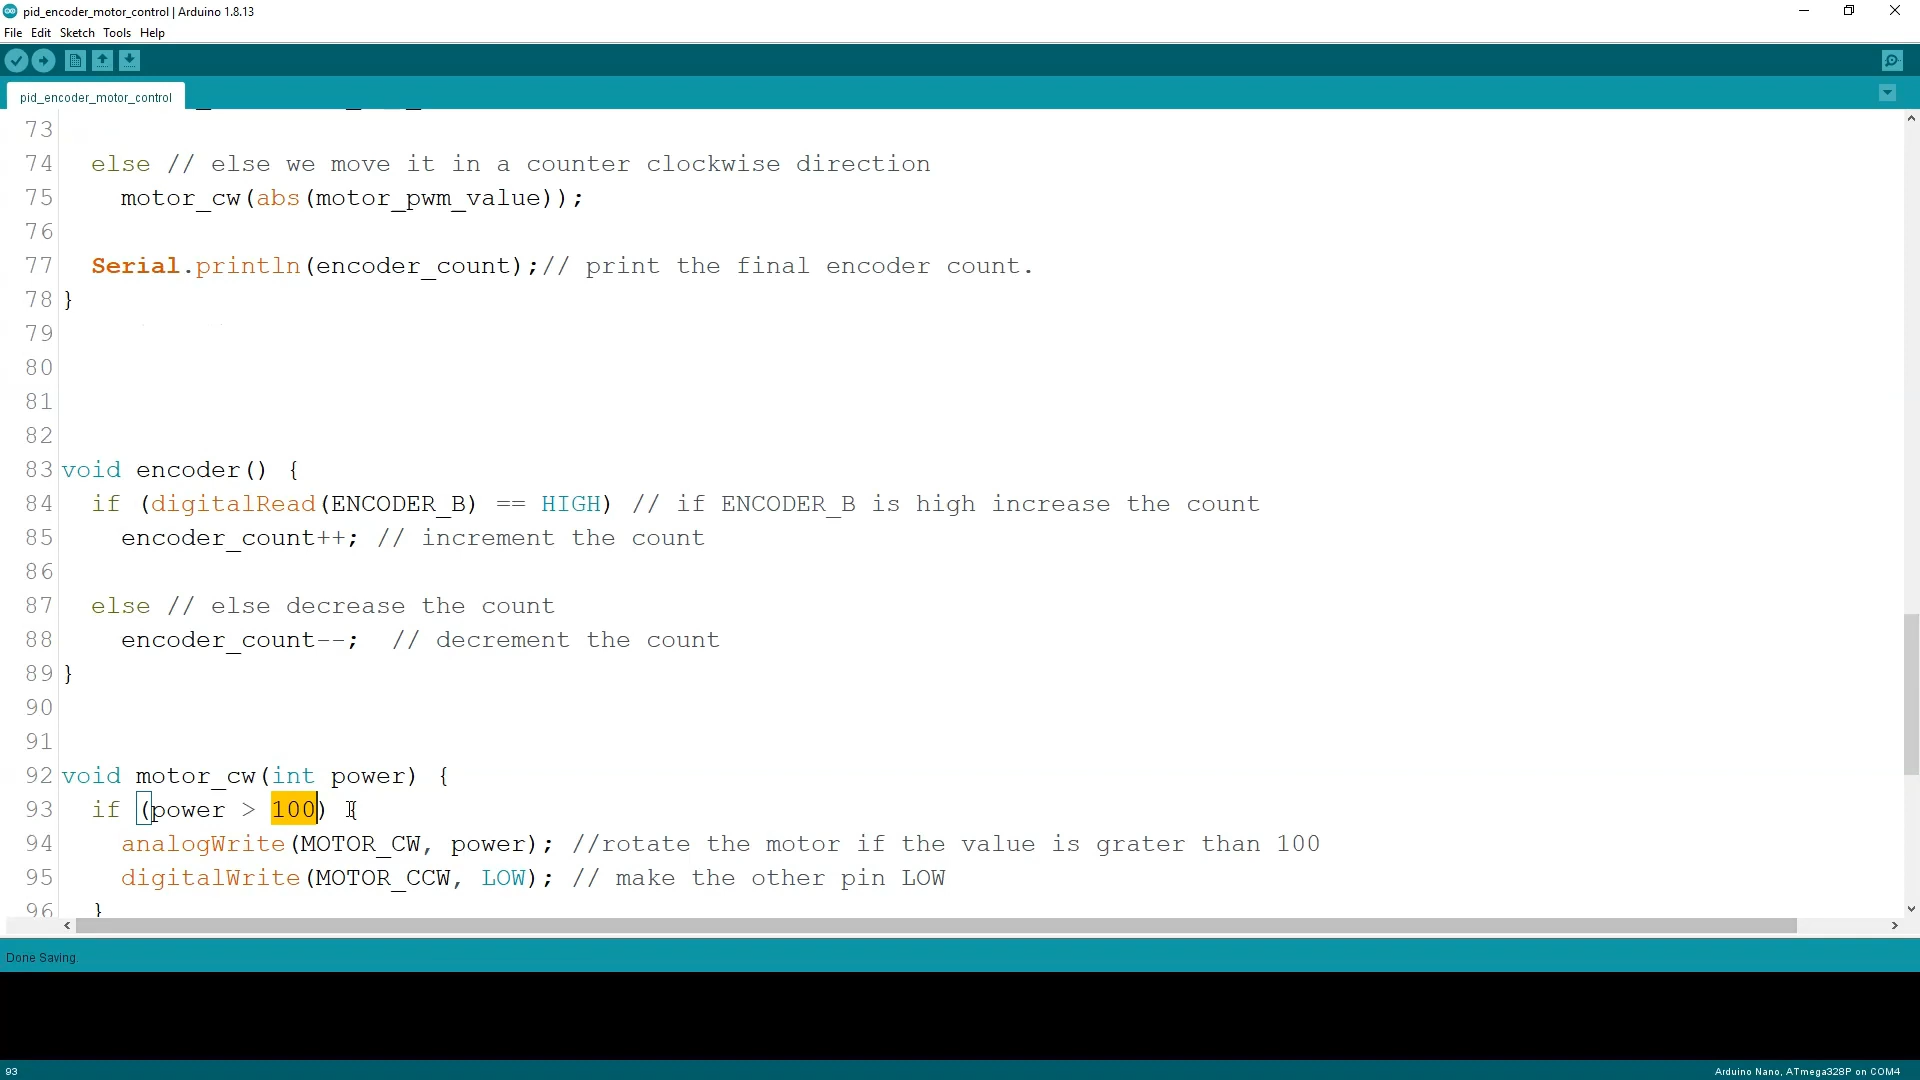 pid_encoder_motor_control | Arduino 1.8.13
File Edit Sketch Tools Help
pid_encoder_motor_control
73
74 else // else we move it in a counter clockwise direction
75 motor_cw(abs(motor_pwm_value));
76
77 Serial.println(encoder_count);// print the final encoder count.
78 }
79
80
81
82
83 void encoder() {
84 if (digitalRead(ENCODER_B) == HIGH) // if ENCODER_B is high increase the count
85 encoder_count++; // increment the count
86
87 else // else decrease the count
88 encoder_count--; // decrement the count
89 }
90
91
92 void motor_cw(int power) {
93 if (power > 100) {
94 analogWrite(MOTOR_CW, power); //rotate the motor if the value is grater than 100
95 digitalWrite(MOTOR_CCW, LOW); // make the other pin LOW
96 }
Done Saving.
93
Arduino Nano, ATmega328P on COM4